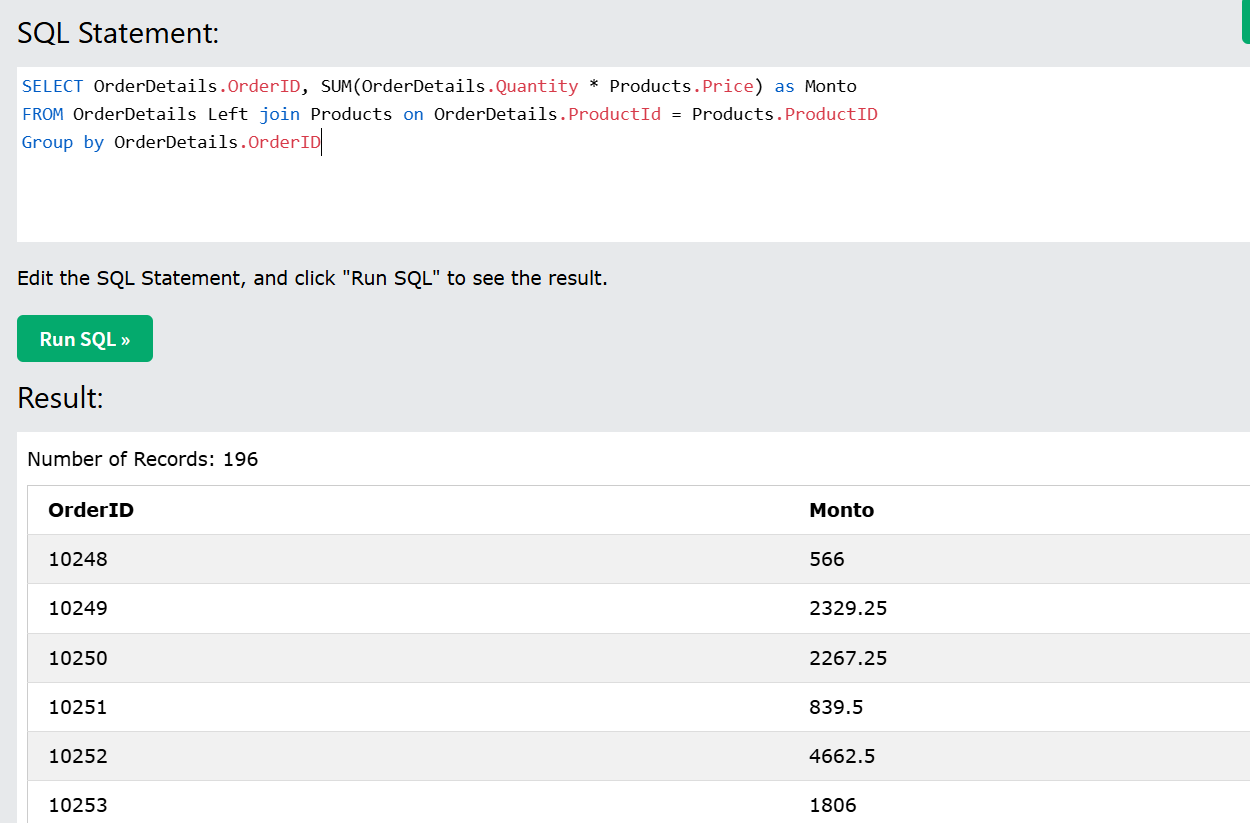 SQL Statement:
SELECT OrderDetails.OrderID, SUM(OrderDetails.Quantity * Products.Price) as Monto
FROM OrderDetails Left join Products on OrderDetails.ProductId = Products.ProductID
Group by OrderDetails.OrderID
Edit the SQL Statement, and click "Run SQL" to see the result.
Run SQL »
Result:
Number of Records: 196
OrderID Monto
10248 566
10249 2329.25
10250 2267.25
10251 839.5
10252 4662.5
10253 1806